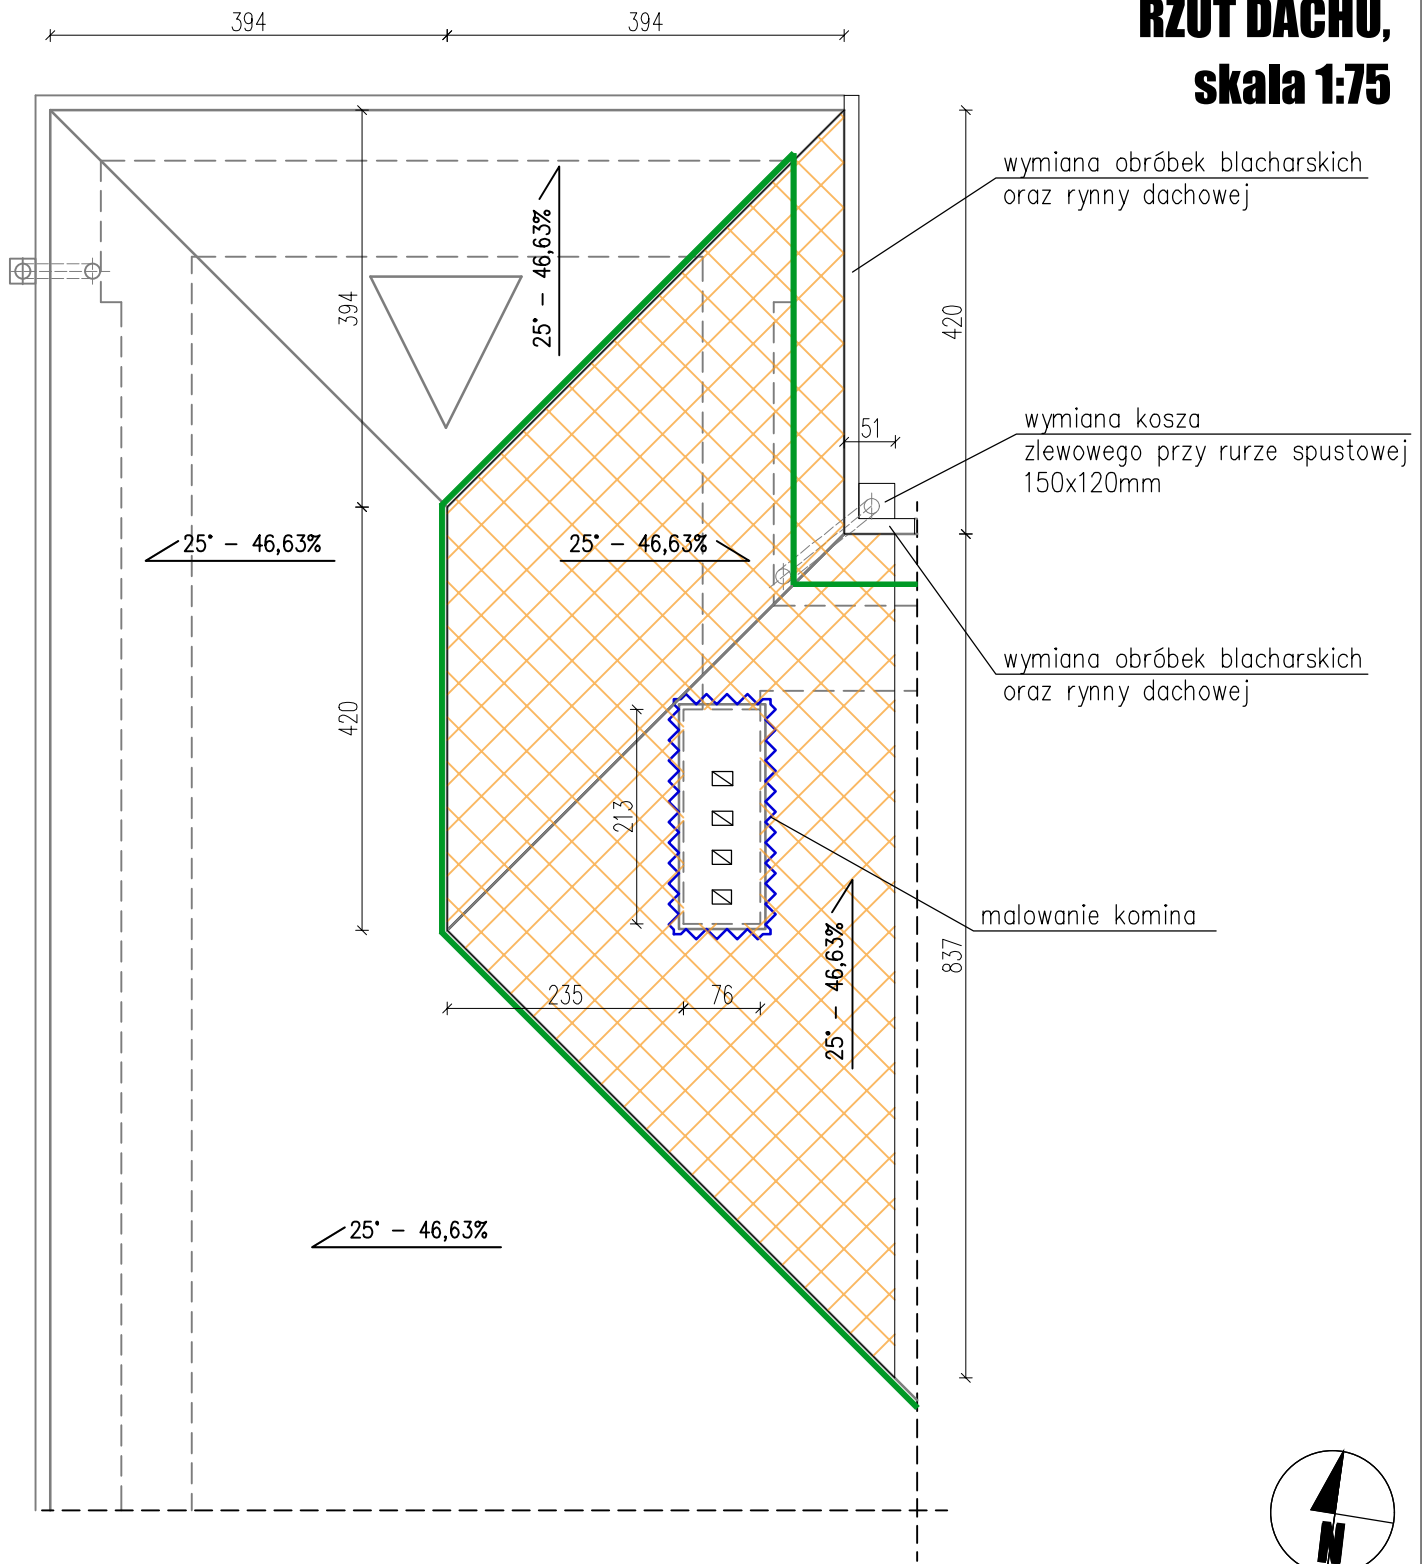 RZUT DACHU,
skala 1:75
394
394
wymiana obróbek blacharskich
oraz rynny dachowej
25° - 46,63%
394
420
wymiana kosza
zlewowego przy rurze spustowej
150x120mm
51
25° - 46,63%
25° - 46,63%
wymiana obróbek blacharskich
oraz rynny dachowej
420
213
malowanie komina
25° - 46,63%
837
235
76
25° - 46,63%
N